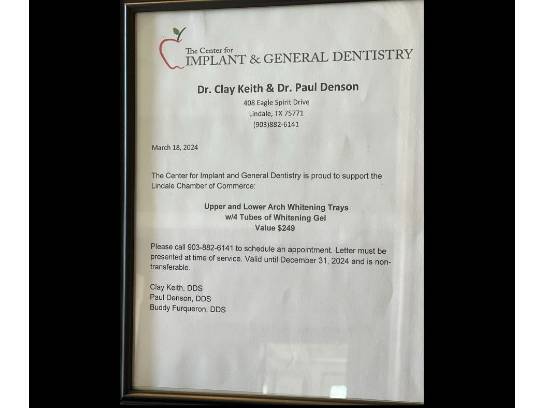 The Center for
IMPLANT & GENERAL DENTISTRY
Dr. Clay Keith & Dr. Paul Denson
408 Eagle Spirit Drive
Lindale, TX 75771
(903)882-6141
March 18, 2024
The Center for Implant and General Dentistry is proud to support the
Lindale Chamber of Commerce:
Upper and Lower Arch Whitening Trays
w/4 Tubes of Whitening Gel
Value $249
Please call 903-882-6141 to schedule an appointment. Letter must be
presented at time of service. Valid until December 31, 2024 and is non-
transferable.
Clay Keith, DDS
Paul Denson, DDS
Buddy Furqueron, DDS